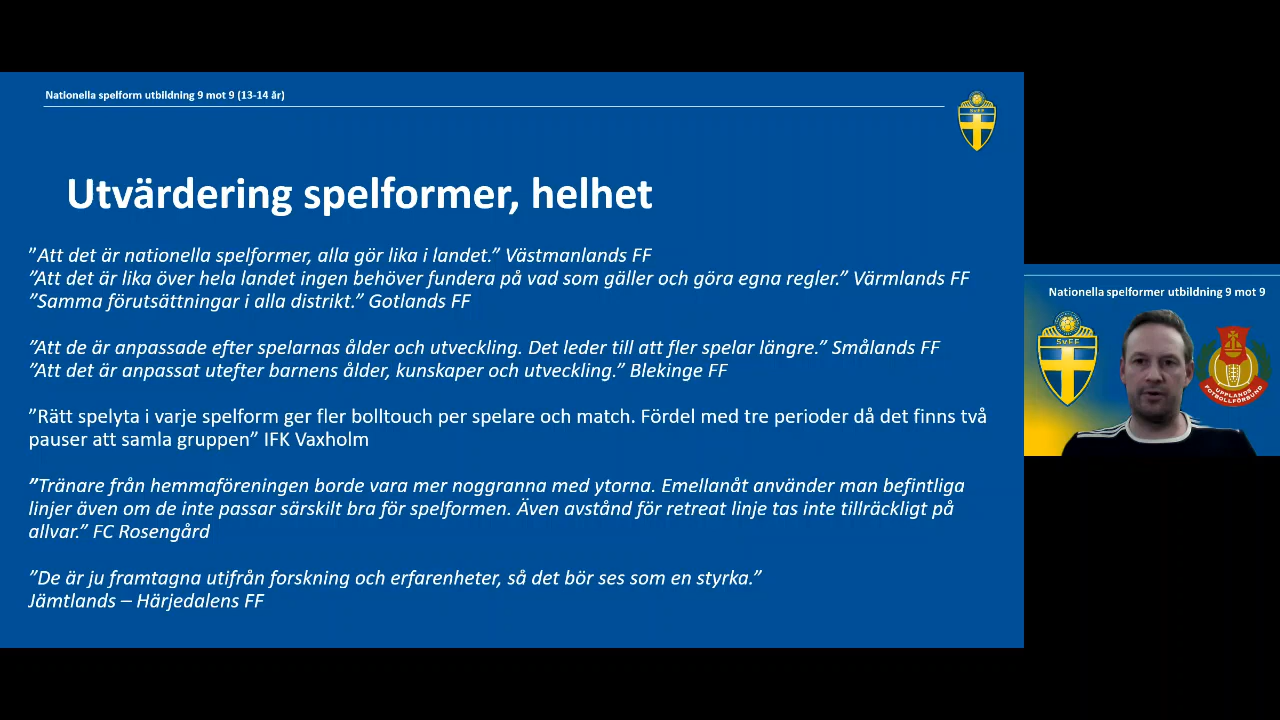 Nationella spelform utbildning 9 mot 9 (13-14 år)
SvFF
Utvärdering spelformer, helhet
”Att det är nationella spelformer, alla gör lika i landet.” Västmanlands FF
”Att det är lika över hela landet ingen behöver fundera på vad som gäller och göra egna regler.” Värmlands FF
”Samma förutsättningar i alla distrikt.” Gotlands FF
”Att de är anpassade efter spelarnas ålder och utveckling. Det leder till att fler spelar längre.” Smålands FF
”Att det är anpassat utefter barnens ålder, kunskaper och utveckling.” Blekinge FF
”Rätt spelyta i varje spelform ger fler bolltouch per spelare och match. Fördel med tre perioder då det finns två
pauser att samla gruppen” IFK Vaxholm
”Tränare från hemmaföreningen borde vara mer noggranna med ytorna. Emellanåt använder man befintliga
linjer även om de inte passar särskilt bra för spelformen. Även avstånd för retreat linje tas inte tillräckligt på
allvar.” FC Rosengård
”De är ju framtagna utifrån forskning och erfarenheter, så det bör ses som en styrka.”
Jämtlands – Härjedalens FF
Nationella spelformer utbildning 9 mot 9
SvFF
UPPLANDS
FOTBOLLFÖRBUND